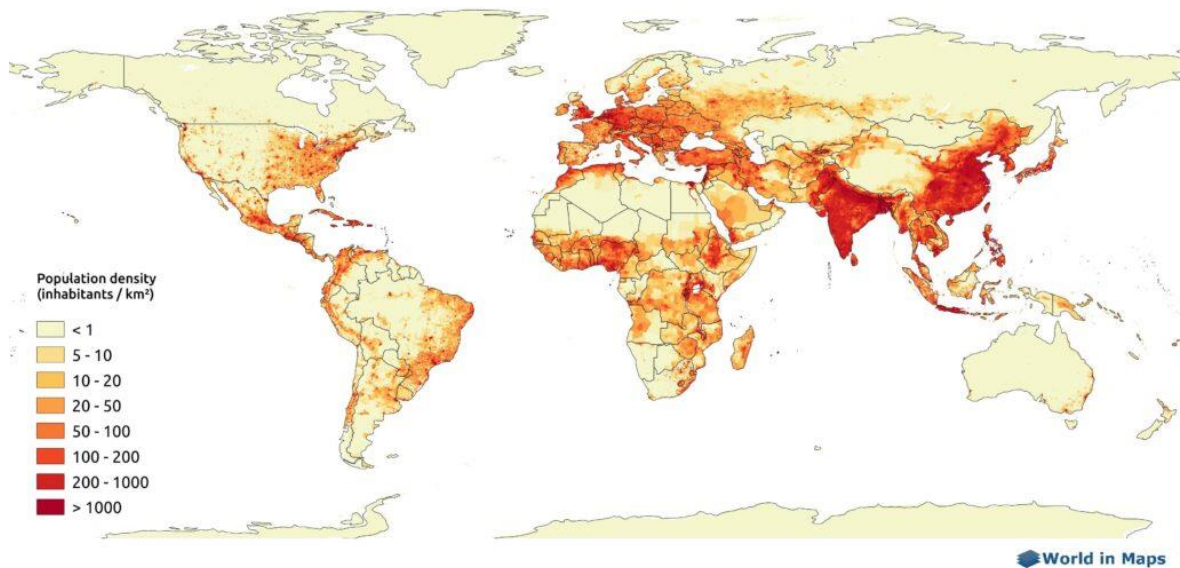 Population density
(inhabitants / km²)
< 1
5 - 10
10 - 20
20 - 50
50 - 100
100 - 200
200 - 1000
> 1000
World in Maps